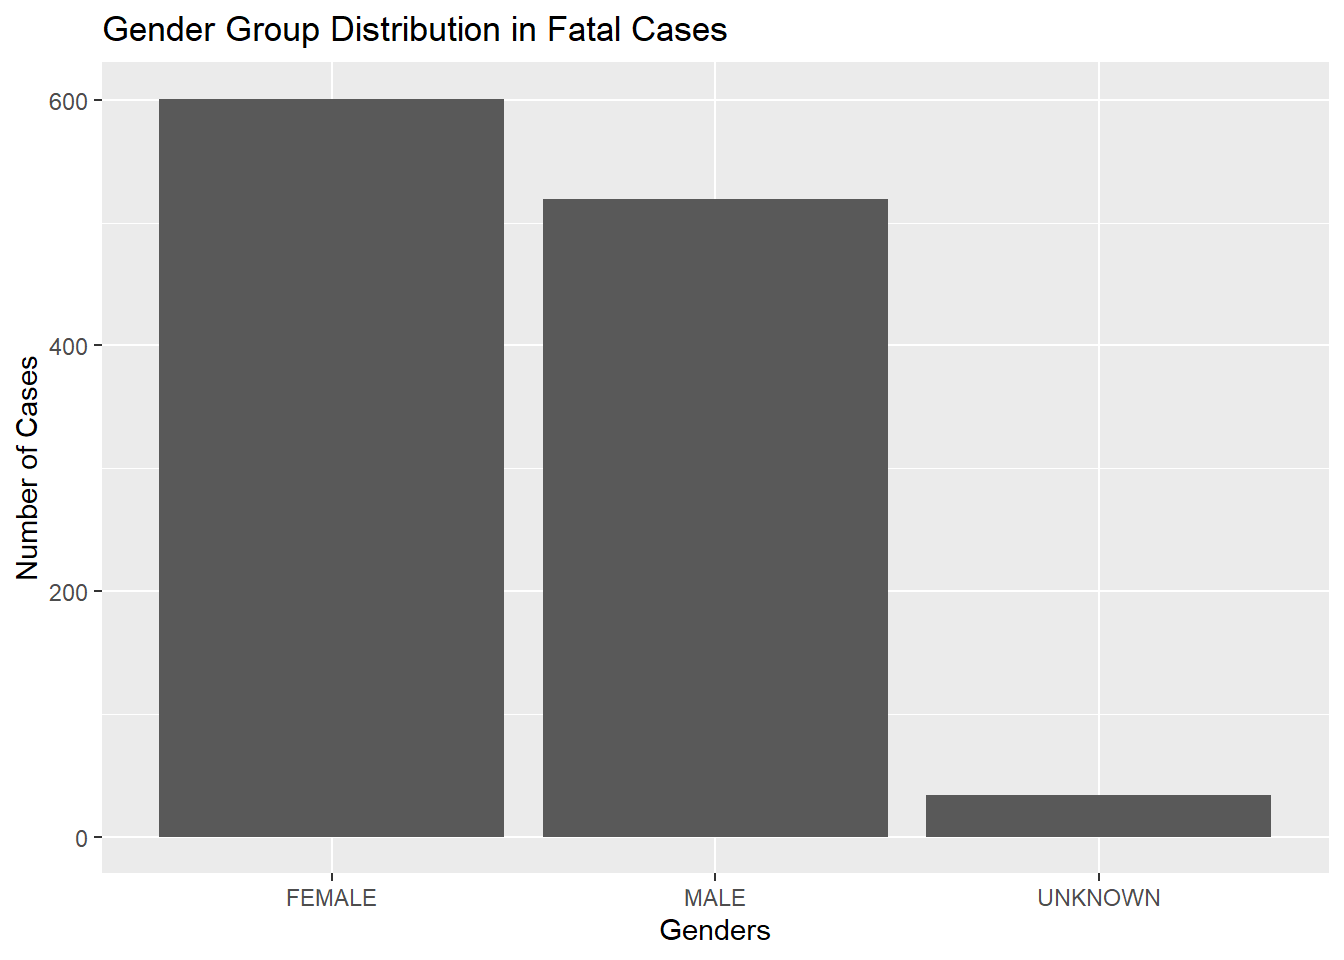 Gender Group Distribution in Fatal Cases
600
400
200
0
Number of Cases
FEMALE
MALE
UNKNOWN
Genders